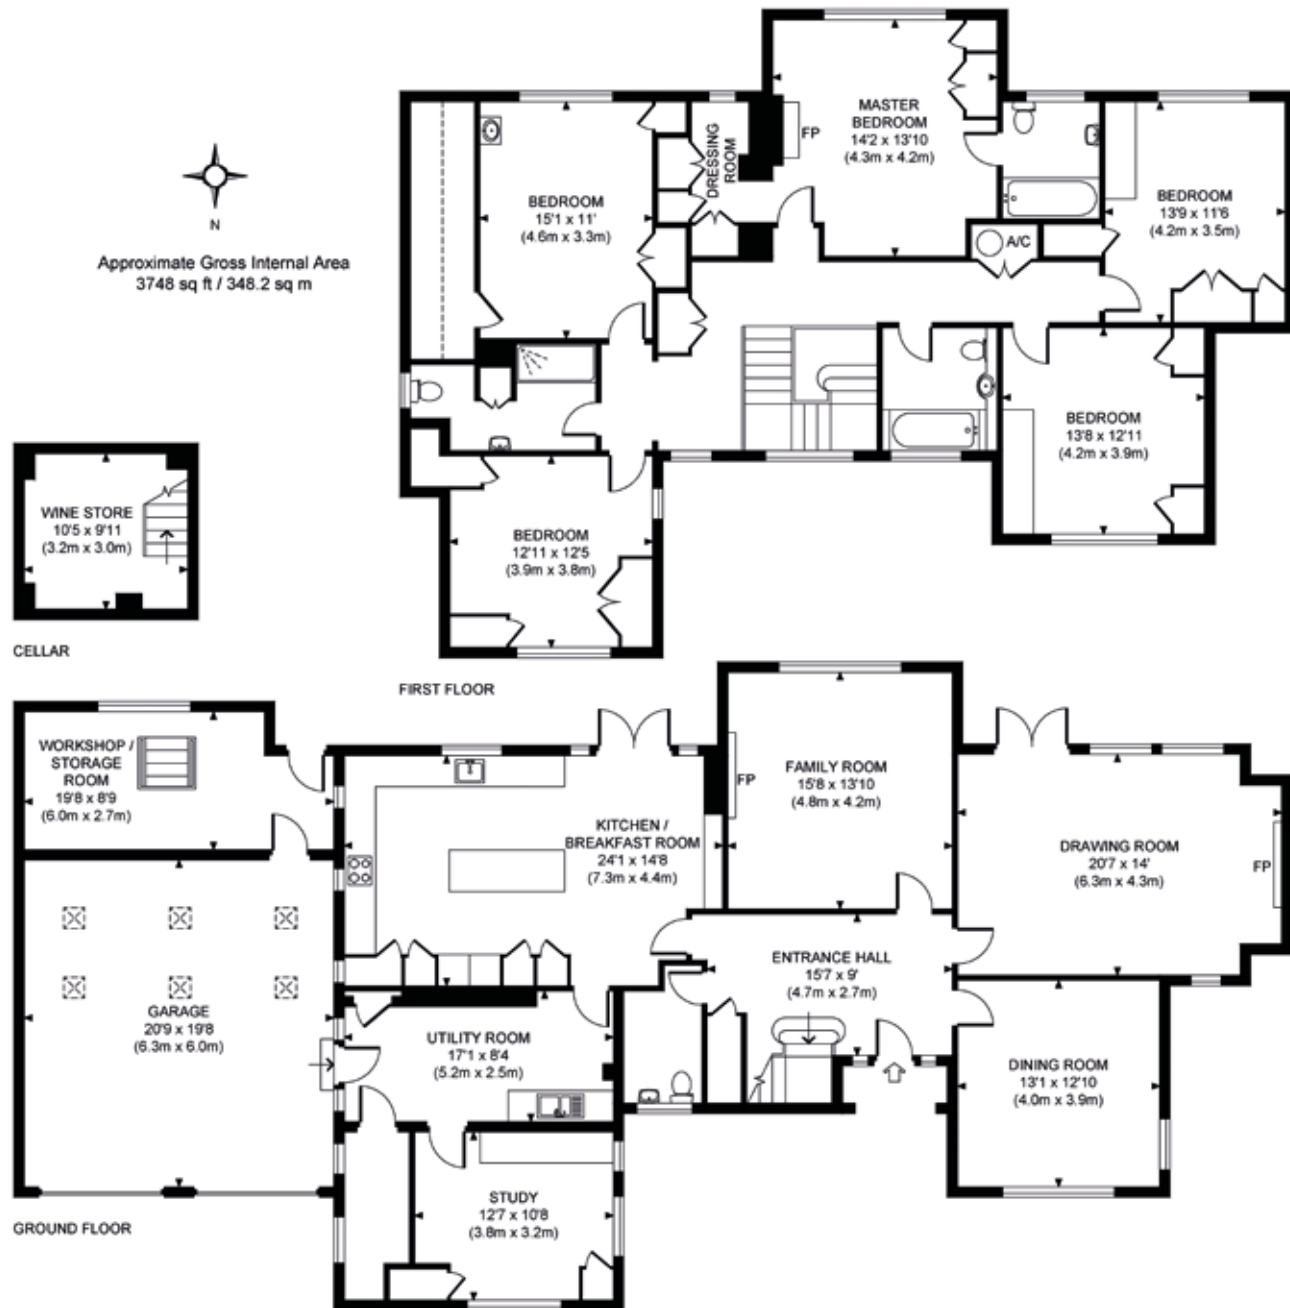 N
Approximate Gross Internal Area
3748 sq ft / 348.2 sq m
MASTER
BEDROOM
14'2 x 13'10
(4.3m x 4.2m)
FP
DRESSING
ROOM
BEDROOM
15'1 x 11'
(4.6m x 3.3m)
BEDROOM
13'9 x 11'6
(4.2m x 3.5m)
A/C
BEDROOM
13'8 x 12'11
(4.2m x 3.9m)
BEDROOM
12'11 x 12'5
(3.9m x 3.8m)
FIRST FLOOR
WINE STORE
10'5 x 9'11
(3.2m x 3.0m)
CELLAR
WORKSHOP /
STORAGE
ROOM
19'8 x 8'9
(6.0m x 2.7m)
KITCHEN /
BREAKFAST ROOM
24'1 x 14'8
(7.3m x 4.4m)
FP
FAMILY ROOM
15'8 x 13'10
(4.8m x 4.2m)
DRAWING ROOM
20'7 x 14'
(6.3m x 4.3m)
FP
ENTRANCE HALL
15'7 x 9'
(4.7m x 2.7m)
GARAGE
20'9 x 19'8
(6.3m x 6.0m)
UTILITY ROOM
17'1 x 8'4
(5.2m x 2.5m)
DINING ROOM
13'1 x 12'10
(4.0m x 3.9m)
STUDY
12'7 x 10'8
(3.8m x 3.2m)
GROUND FLOOR